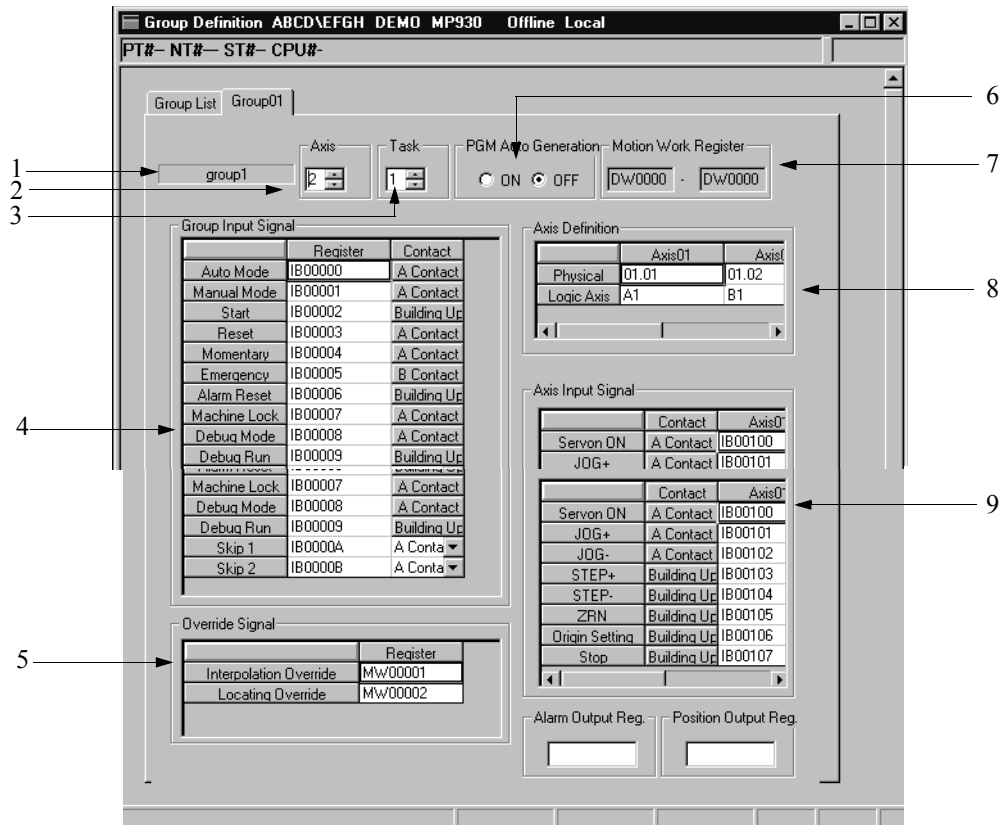 Group Definition ABCD\EFGH DEMO MP930 Offline Local
PT#– NT#— ST#– CPU#-
Group List Group01
6
Axis Task PGM Auto Generation Motion Work Register
7
1
group1
2 1 ON OFF DW0000 - DW0000
2
3
Group Input Signal
Register Contact
Auto Mode IB00000 A Contact
Manual Mode IB00001 A Contact
Start IB00002 Building Up
Reset IB00003 A Contact
Momentary IB00004 A Contact
Emergency IB00005 B Contact
Alarm Reset IB00006 Building Up
Machine Lock IB00007 A Contact
4
Debug Mode IB00008 A Contact
Debug Run IB00009 Building Up
Machine Lock IB00007 A Contact
Debug Mode IB00008 A Contact
Debug Run IB00009 Building Up
Skip 1 IB0000A A Conta
Skip 2 IB0000B A Conta
Override Signal
Register
5
Interpolation Override MW00001
Locating Override MW00002
Axis Definition
Axis01 Axis
Physical 01.01 01.02
8
Logic Axis A1 B1
Axis Input Signal
Contact Axis0
Servon ON A Contact IB00100
JOG+ A Contact IB00101
Contact Axis0
9
Servon ON A Contact IB00100
JOG+ A Contact IB00101
JOG- A Contact IB00102
STEP+ Building Up IB00103
STEP- Building Up IB00104
ZRN Building Up IB00105
Origin Setting Building Up IB00106
Stop Building Up IB00107
Alarm Output Reg. Position Output Reg.